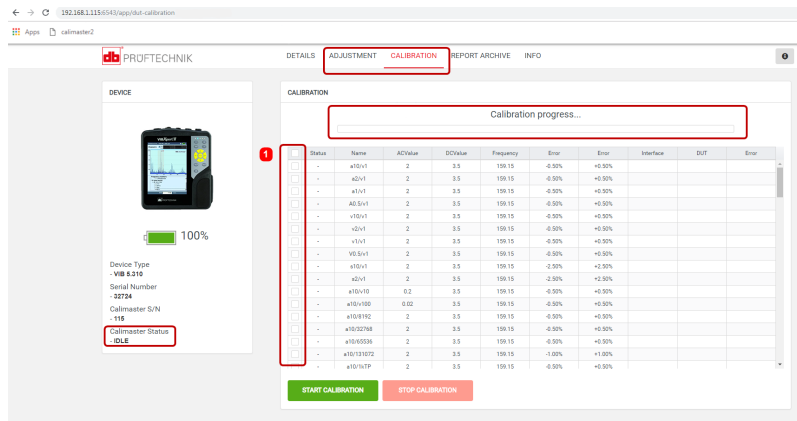 192.168.1.115:6543/app/dut-calibration
Apps calimaster2
PRÜFTECHNIK
DETAILS ADJUSTMENT CALIBRATION REPORT ARCHIVE INFO
DEVICE
100%
Device Type
- VIB 5.310
Serial Number
- 32724
Calimaster S/N
- 115
Calimaster Status
- IDLE
CALIBRATION
Calibration progress...
1
Status Name ACValue DCValue Frequency Error Error Interface DUT Error
- a10/v1 2 3.5 159.15 -0.50% +0.50%
- a2/v1 2 3.5 159.15 -0.50% +0.50%
- a1/v1 2 3.5 159.15 -0.50% +0.50%
- A0.5/v1 2 3.5 159.15 -0.50% +0.50%
- v10/v1 2 3.5 159.15 -0.50% +0.50%
- v2/v1 2 3.5 159.15 -0.50% +0.50%
- v1/v1 2 3.5 159.15 -0.50% +0.50%
- V0.5/v1 2 3.5 159.15 -0.50% +0.50%
- s10/v1 2 3.5 159.15 -2.50% +2.50%
- s2/v1 2 3.5 159.15 -2.50% +2.50%
- a10/v10 0.2 3.5 159.15 -0.50% +0.50%
- a10/v100 0.02 3.5 159.15 -0.50% +0.50%
- a10/8192 2 3.5 159.15 -0.50% +0.50%
- a10/32768 2 3.5 159.15 -0.50% +0.50%
- a10/65536 2 3.5 159.15 -0.50% +0.50%
- a10/131072 2 3.5 159.15 -1.00% +1.00%
- a10/1kTP 2 3.5 159.15 -0.50% +0.50%
START CALIBRATION STOP CALIBRATION